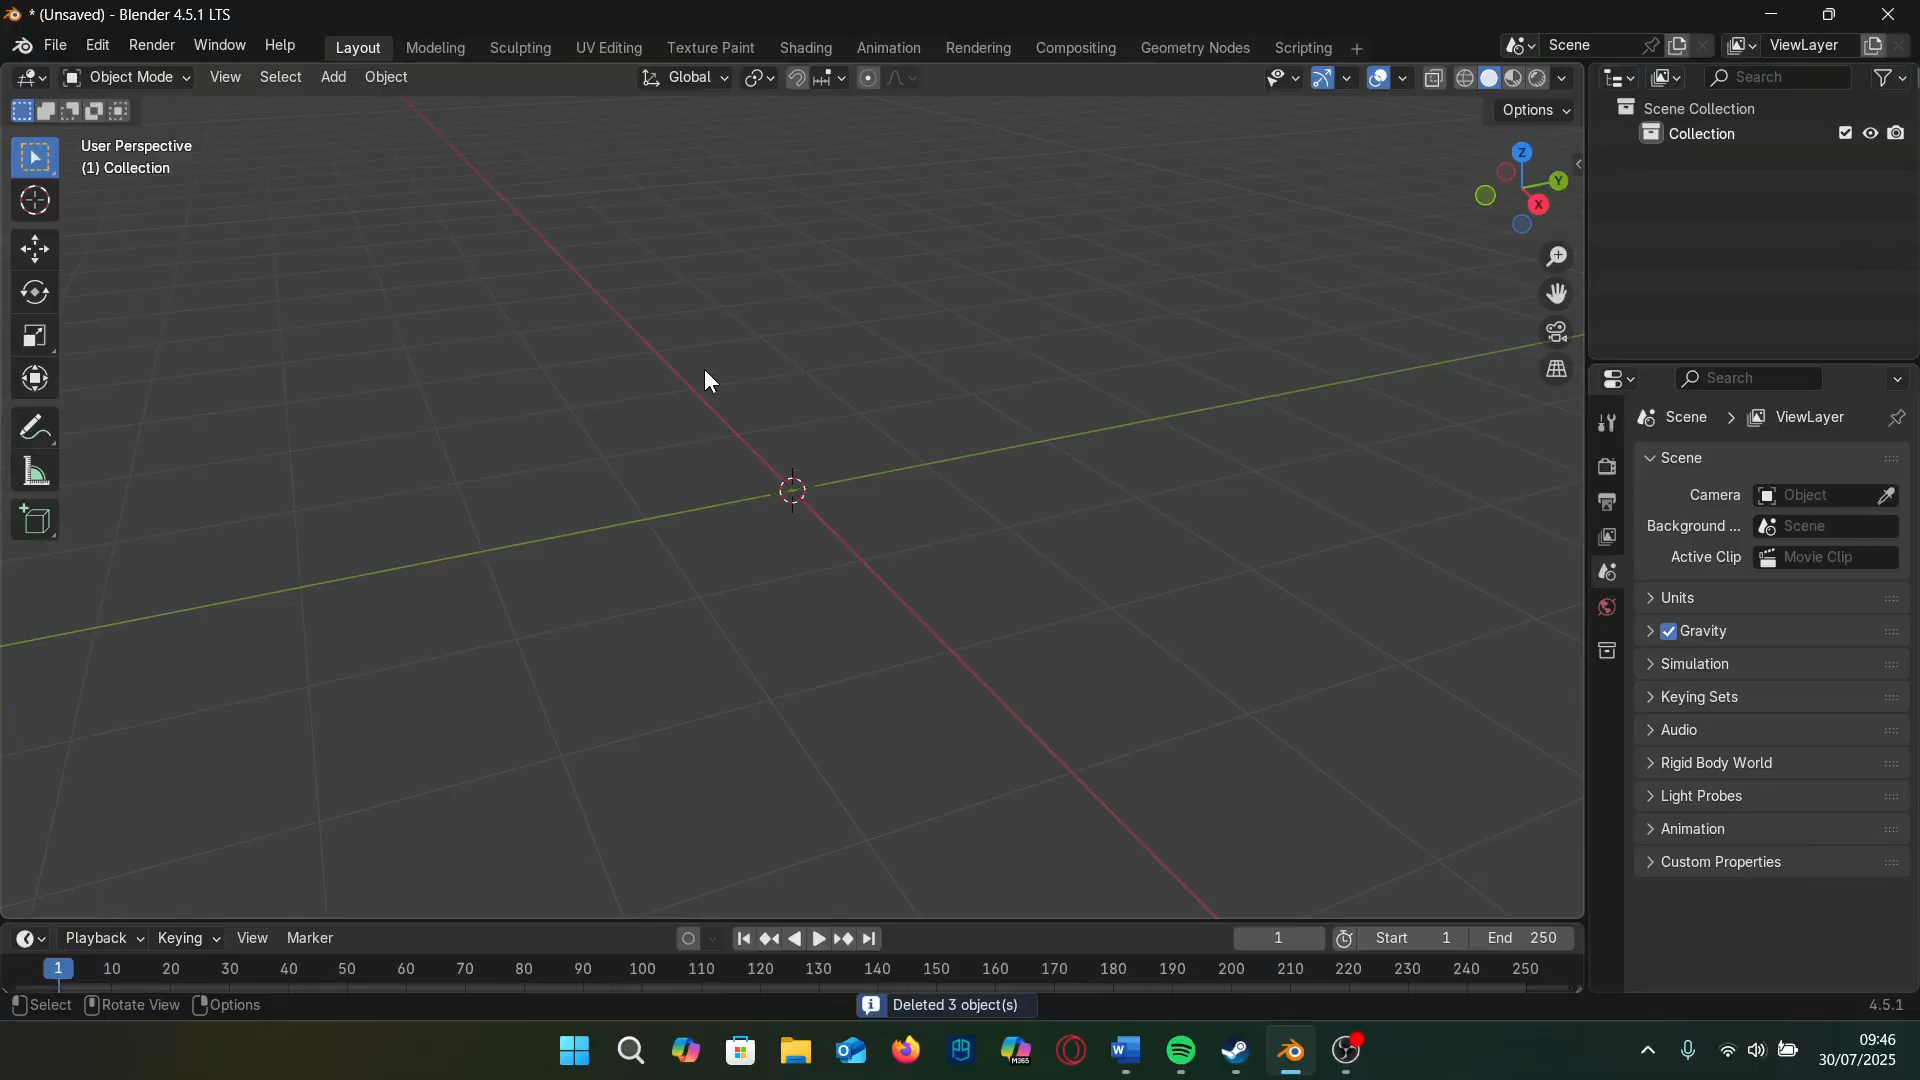 * (Unsaved) - Blender 4.5.1 LTS
File Edit Render Window Help Layout Modeling Sculpting UV Editing Texture Paint Shading Animation Rendering Compositing Geometry Nodes Scripting + Scene ViewLayer
Object Mode View Select Add Object Global Search
Options
User Perspective
(1) Collection
Z
Y
X
Scene Collection
Collection
Search
Scene > ViewLayer
Scene
Camera Object
Background ... Scene
Active Clip Movie Clip
Units
Gravity
Simulation
Keying Sets
Audio
Rigid Body World
Light Probes
Animation
Custom Properties
Playback Keying View Marker 1 Start 1 End 250
1 10 20 30 40 50 60 70 80 90 100 110 120 130 140 150 160 170 180 190 200 210 220 230 240 250
Select Rotate View Options Deleted 3 object(s) 4.5.1
M365
09:46
30/07/2025